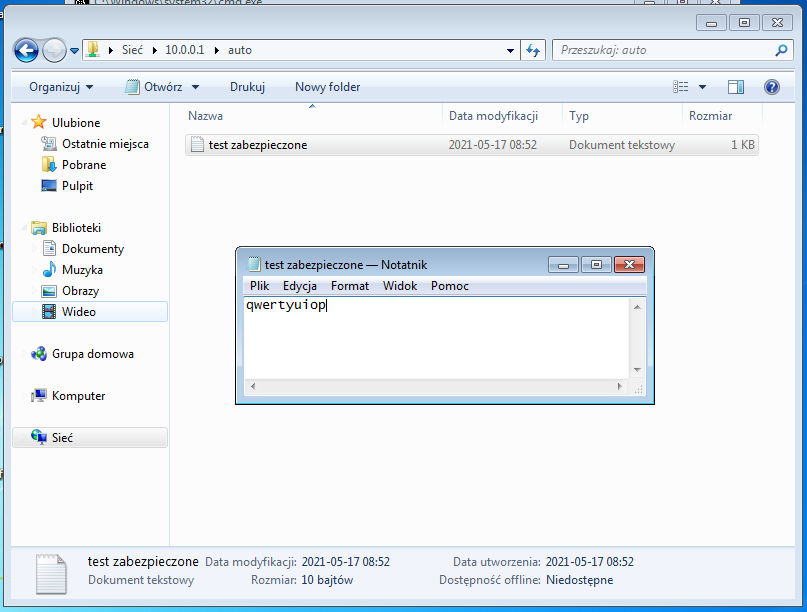 C:\Windows\system32\cmd.exe
Sieć 10.0.0.1 auto
Przeszukaj: auto
Organizuj Otwórz Drukuj Nowy folder
Nazwa Data modyfikacji Typ Rozmiar
test zabezpieczone 2021-05-17 08:52 Dokument tekstowy 1 KB
Ulubione
Ostatnie miejsca
Pobrane
Pulpit
Biblioteki
Dokumenty
Muzyka
Obrazy
Wideo
Grupa domowa
Komputer
Sieć
test zabezpieczone — Notatnik
Plik Edycja Format Widok Pomoc
qwertyuiop
test zabezpieczone Data modyfikacji: 2021-05-17 08:52 Data utworzenia: 2021-05-17 08:52
Dokument tekstowy Rozmiar: 10 bajtów Dostępność offline: Niedostępne